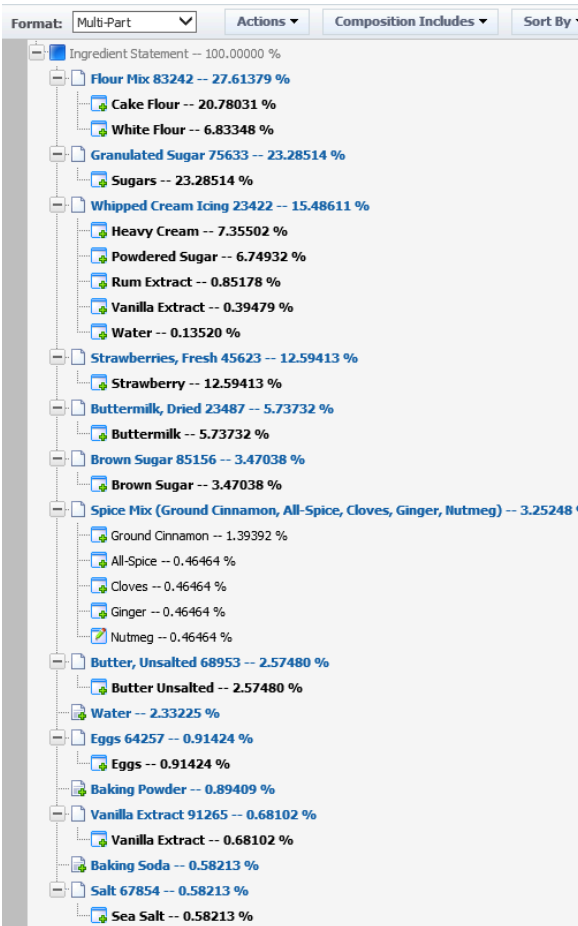 Format: Multi-Part Actions Composition Includes Sort By
Ingredient Statement -- 100.00000 %
Flour Mix 83242 -- 27.61379 %
Cake Flour -- 20.78031 %
White Flour -- 6.83348 %
Granulated Sugar 75633 -- 23.28514 %
Sugars -- 23.28514 %
Whipped Cream Icing 23422 -- 15.48611 %
Heavy Cream -- 7.35502 %
Powdered Sugar -- 6.74932 %
Rum Extract -- 0.85178 %
Vanilla Extract -- 0.39479 %
Water -- 0.13520 %
Strawberries, Fresh 45623 -- 12.59413 %
Strawberry -- 12.59413 %
Buttermilk, Dried 23487 -- 5.73732 %
Buttermilk -- 5.73732 %
Brown Sugar 85156 -- 3.47038 %
Brown Sugar -- 3.47038 %
Spice Mix (Ground Cinnamon, All-Spice, Cloves, Ginger, Nutmeg) -- 3.25248 %
Ground Cinnamon -- 1.39392 %
All-Spice -- 0.46464 %
Cloves -- 0.46464 %
Ginger -- 0.46464 %
Nutmeg -- 0.46464 %
Butter, Unsalted 68953 -- 2.57480 %
Butter Unsalted -- 2.57480 %
Water -- 2.33225 %
Eggs 64257 -- 0.91424 %
Eggs -- 0.91424 %
Baking Powder -- 0.89409 %
Vanilla Extract 91265 -- 0.68102 %
Vanilla Extract -- 0.68102 %
Baking Soda -- 0.58213 %
Salt 67854 -- 0.58213 %
Sea Salt -- 0.58213 %